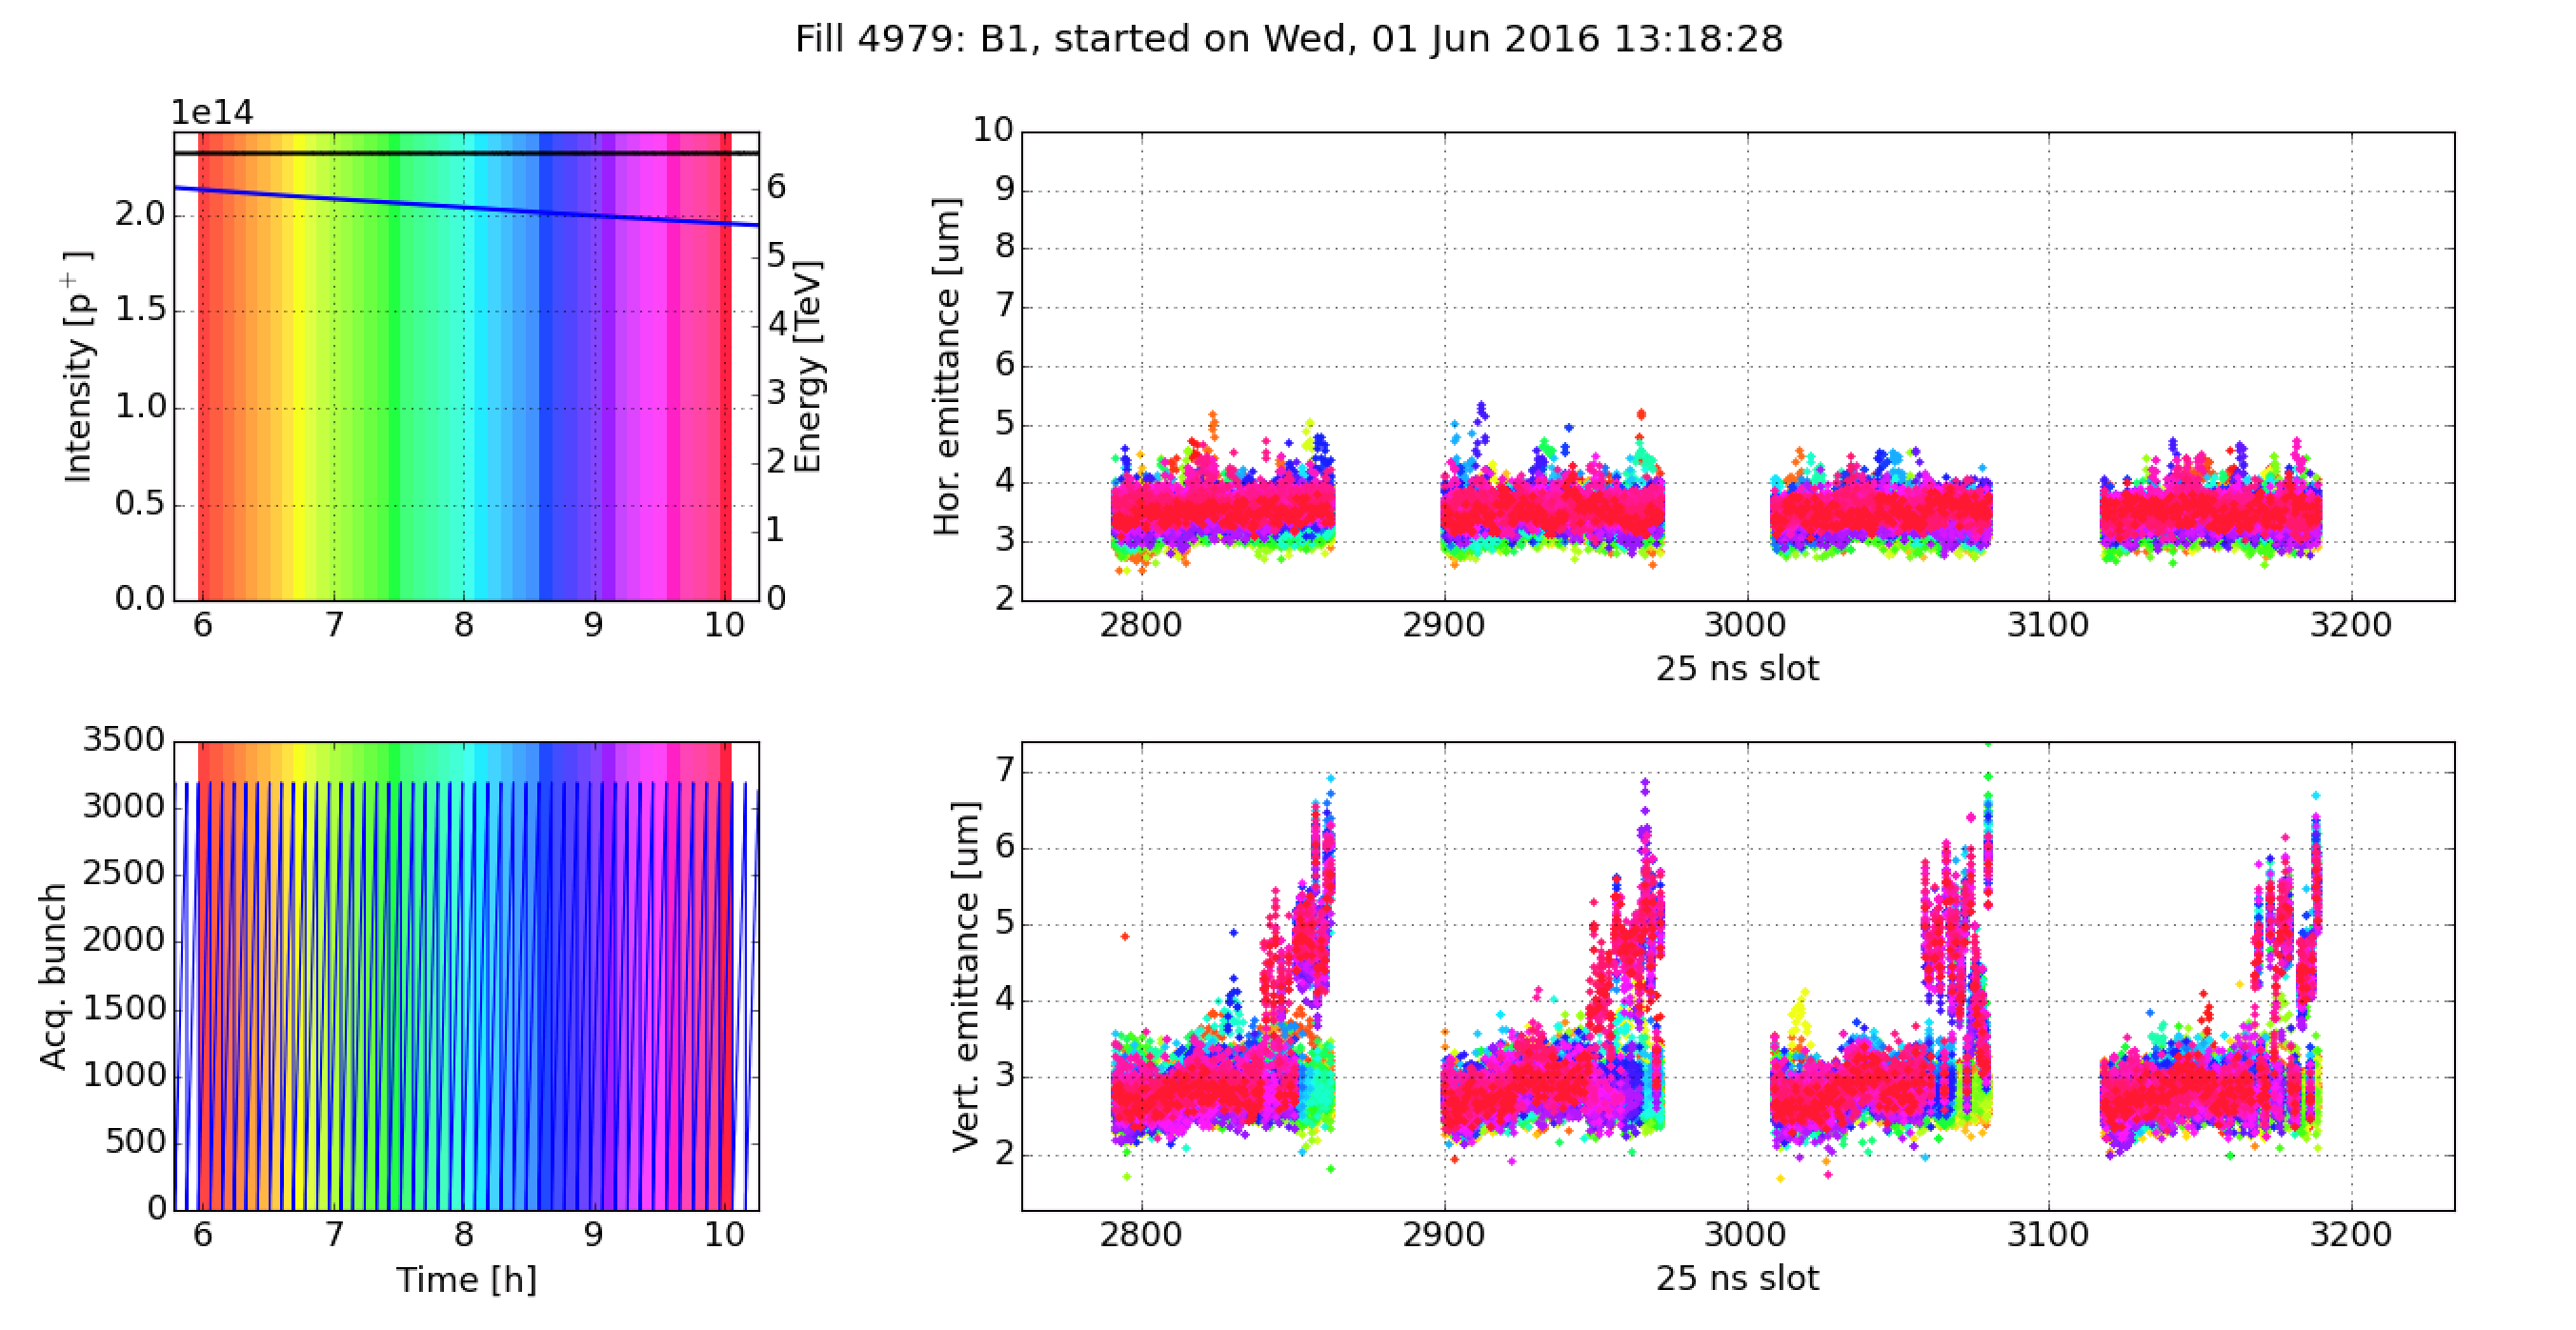 Fill 4979: B1, started on Wed, 01 Jun 2016 13:18:28
1e14
Intensity [p+]
2.0
1.5
1.0
0.5
0.0
6 7 8 9 10
Energy [TeV]
6
5
4
3
2
1
0
Hor. emittance [um]
10
9
8
7
6
5
4
3
2
2800 2900 3000 3100 3200
25 ns slot
Acq. bunch
3500
3000
2500
2000
1500
1000
500
0
6 7 8 9 10
Time [h]
Vert. emittance [um]
7
6
5
4
3
2
2800 2900 3000 3100 3200
25 ns slot